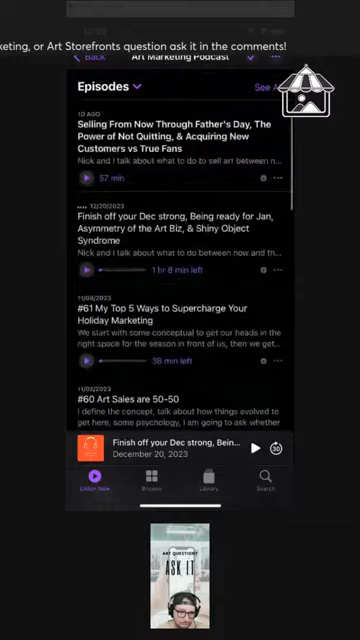 keting, or Art Storefronts question ask it in the comments!
Back
Art Marketing Podcast
Episodes
See A
1D AGO
Selling From Now Through Father's Day, The
Power of Not Quitting, & Acquiring New
Customers vs True Fans
Nick and I talk about what to do to sell art between n...
57 min
12/20/2023
Finish off your Dec strong, Being ready for Jan,
Asymmetry of the Art Biz, & Shiny Object
Syndrome
Nick and I talk about what to do between now and th...
1 hr 8 min left
#61 My Top 5 Ways to Supercharge Your
Holiday Marketing
We start with some conceptual to get our heads in the
right space for the season in front of us, then we get...
38 min left
#60 Art Sales are 50-50
I define the concept, talk about how things evolved to
get here, some psychology, I am going to ask whether
Finish off your Dec strong, Bein...
December 20, 2023
30
Listen Now
Browse
Library
Search
ART QUESTION?
ASK IT